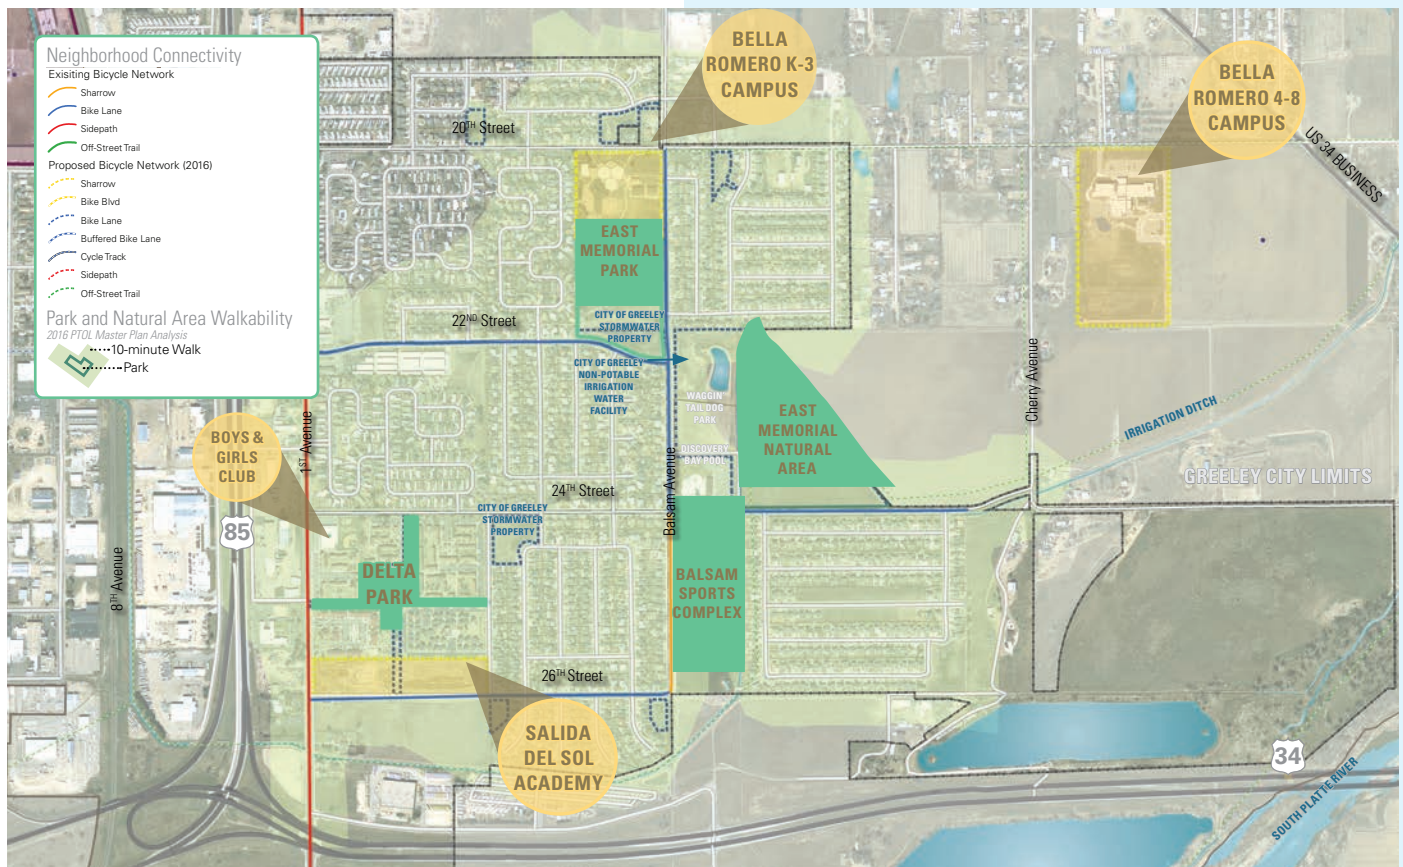 Neighborhood Connectivity
Exisiting Bicycle Network
Sharrow
Bike Lane
Sidepath
Off-Street Trail
Proposed Bicycle Network (2016)
Sharrow
Bike Blvd
Bike Lane
Buffered Bike Lane
Cycle Track
Sidepath
Off-Street Trail
Park and Natural Area Walkability
2016 PTOL Master Plan Analysis
10-minute Walk
Park
BELLA
ROMERO K-3
CAMPUS
BELLA
ROMERO 4-8
CAMPUS
US 34 BUSINESS
20TH Street
EAST
MEMORIAL
PARK
22ND Street
CITY OF GREELEY
STORMWATER
PROPERTY
CITY OF GREELEY
NON-POTABLE
IRRIGATION
WATER
FACILITY
WAGGIN'
TAIL DOG
PARK
DISCOVERY
BAY POOL
EAST
MEMORIAL
NATURAL
AREA
Cherry Avenue
IRRIGATION DITCH
GREELEY CITY LIMITS
BOYS &
GIRLS
CLUB
1ST Avenue
24TH Street
Balsam Avenue
CITY OF GREELEY
STORMWATER
PROPERTY
85
8TH Avenue
DELTA
PARK
BALSAM
SPORTS
COMPLEX
26TH Street
SALIDA
DEL SOL
ACADEMY
34
SOUTH PLATTE RIVER